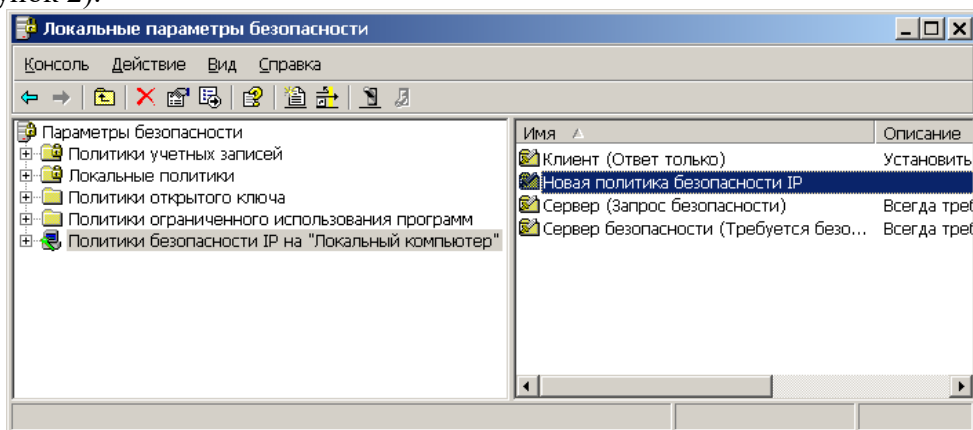 унок 2).
Локальные параметры безопасности
Консоль Действие Вид Справка
Параметры безопасности
Политики учетных записей
Локальные политики
Политики открытого ключа
Политики ограниченного использования программ
Политики безопасности IP на "Локальный компьютер"
Имя Описание
Клиент (Ответ только) Установить
Новая политика безопасности IP
Сервер (Запрос безопасности) Всегда треб
Сервер безопасности (Требуется безо... Всегда треб